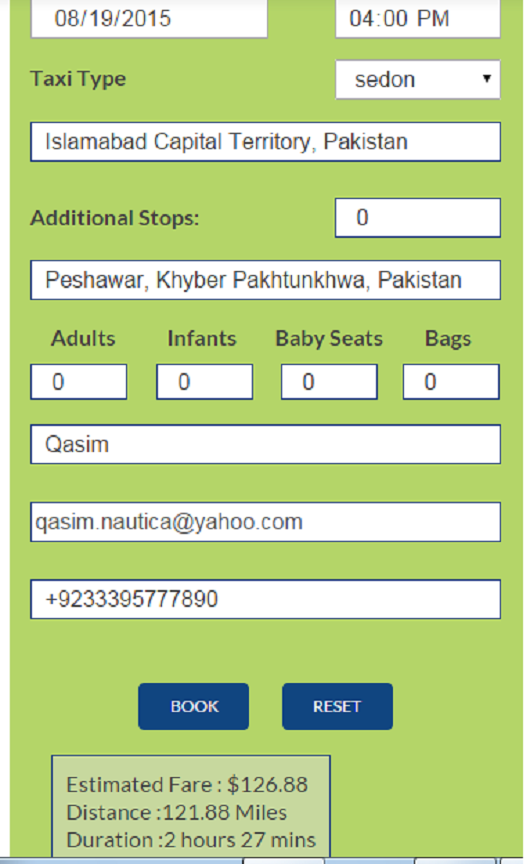 08/19/2015 04:00 PM
Taxi Type sedon
Islamabad Capital Territory, Pakistan
Additional Stops: 0
Peshawar, Khyber Pakhtunkhwa, Pakistan
Adults Infants Baby Seats Bags
0 0 0 0
Qasim
qasim.nautica@yahoo.com
+9233395777890
BOOK RESET
Estimated Fare : $126.88
Distance :121.88 Miles
Duration :2 hours 27 mins